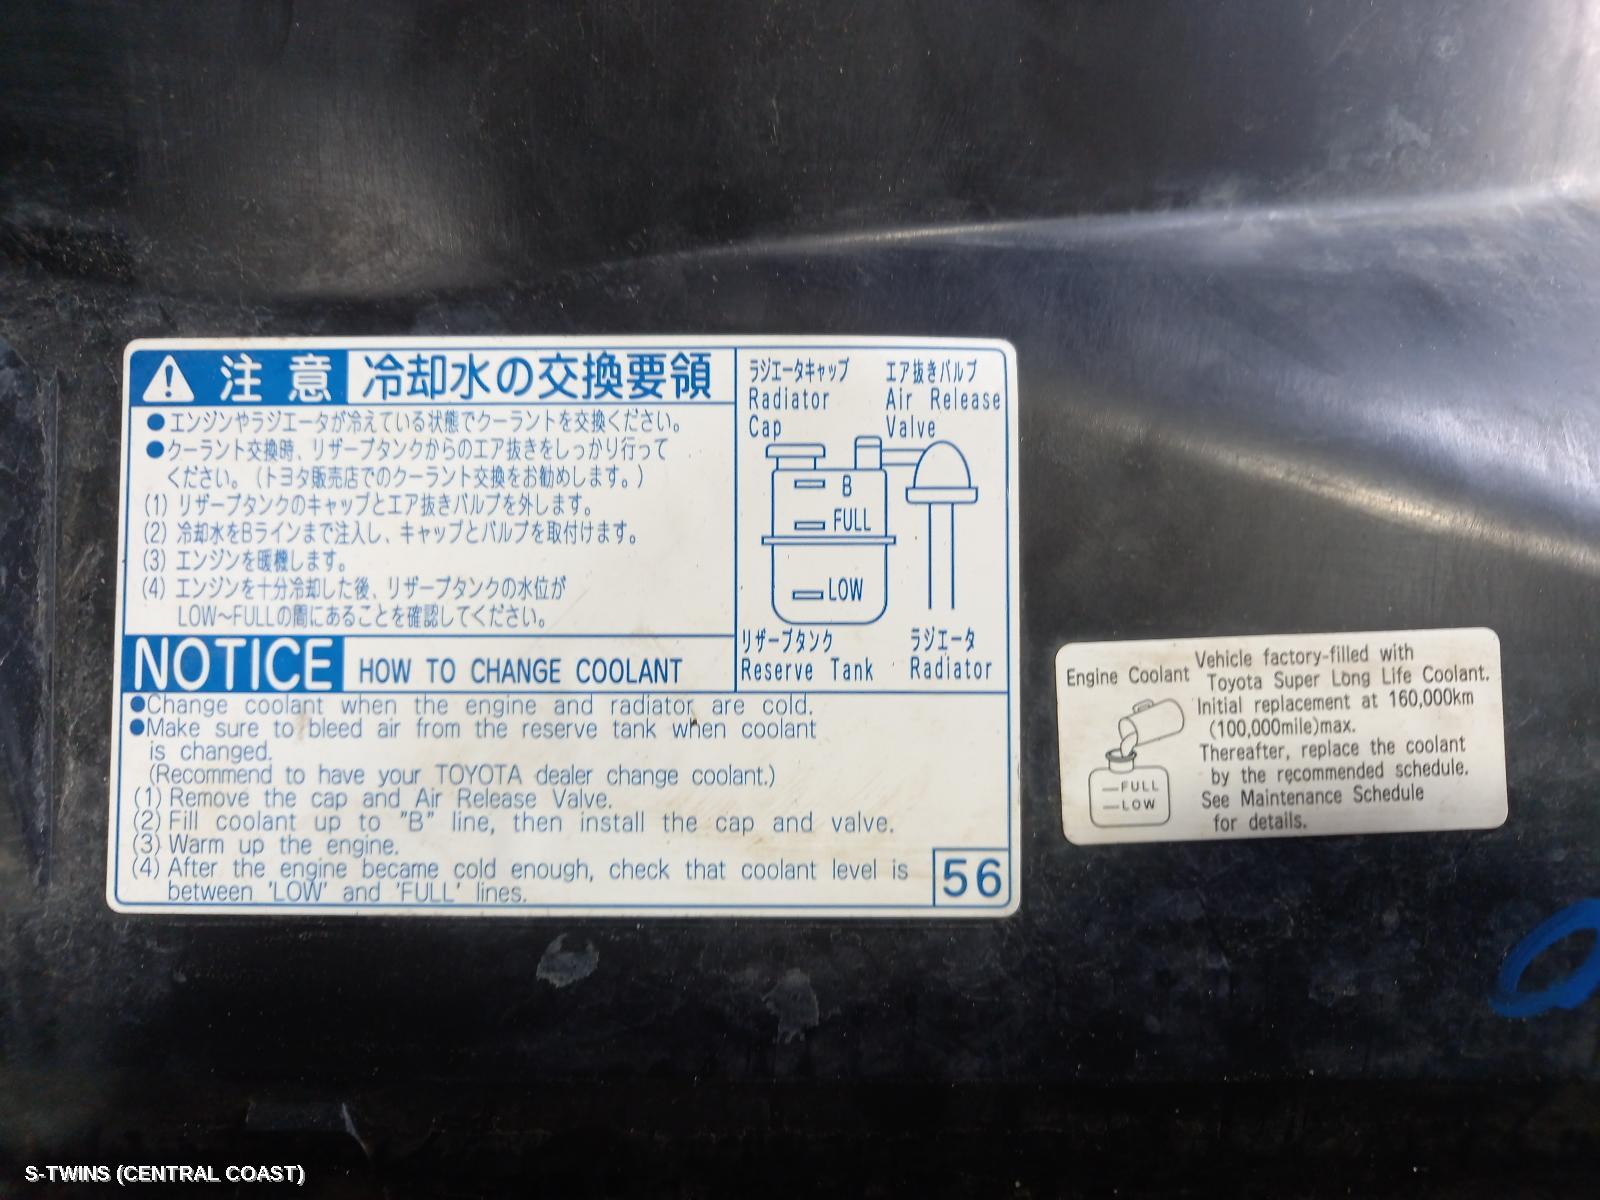 注意 冷却水の交換要領
●エンジンやラジエータが冷えている状態でクーラントを交換ください。
●クーラント交換時、リザーブタンクからのエア抜きをしっかり行って
ください。(トヨタ販売店でのクーラント交換をお勧めします。)
(1) リザーブタンクのキャップとエア抜きバルブを外します。
(2) 冷却水をBラインまで注入し、キャップとバルブを取付けます。
(3) エンジンを暖機します。
(4) エンジンを十分冷却した後、リザーブタンクの水位が
LOW〜FULLの間にあることを確認してください。
ラジエータキャップ
Radiator
Cap
エア抜きバルブ
Air Release
Valve
B
FULL
LOW
リザーブタンク
Reserve Tank
ラジエータ
Radiator
NOTICE HOW TO CHANGE COOLANT
●Change coolant when the engine and radiator are cold.
●Make sure to bleed air from the reserve tank when coolant
is changed.
(Recommend to have your TOYOTA dealer change coolant.)
(1) Remove the cap and Air Release Valve.
(2) Fill coolant up to "B" line, then install the cap and valve.
(3) Warm up the engine.
(4) After the engine became cold enough, check that coolant level is
between 'LOW' and 'FULL' lines.
56
Engine Coolant
FULL
LOW
Vehicle factory-filled with
Toyota Super Long Life Coolant.
Initial replacement at 160,000km
(100,000mile)max.
Thereafter, replace the coolant
by the recommended schedule.
See Maintenance Schedule
for details.
S-TWINS (CENTRAL COAST)